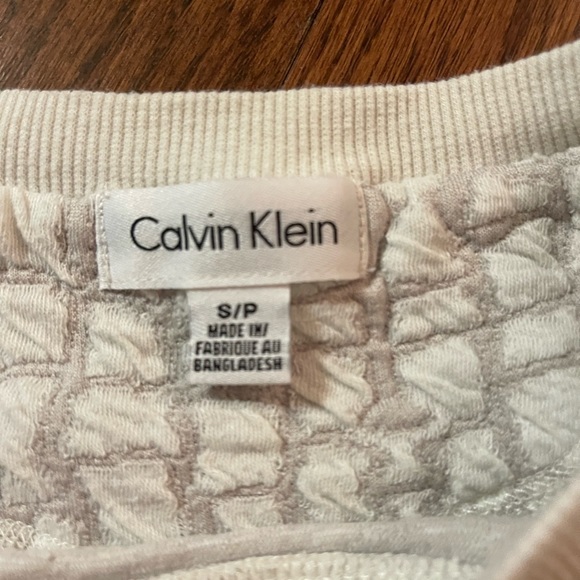 Calvin Klein
S/P
MADE IN/
FABRIQUE AU
BANGLADESH